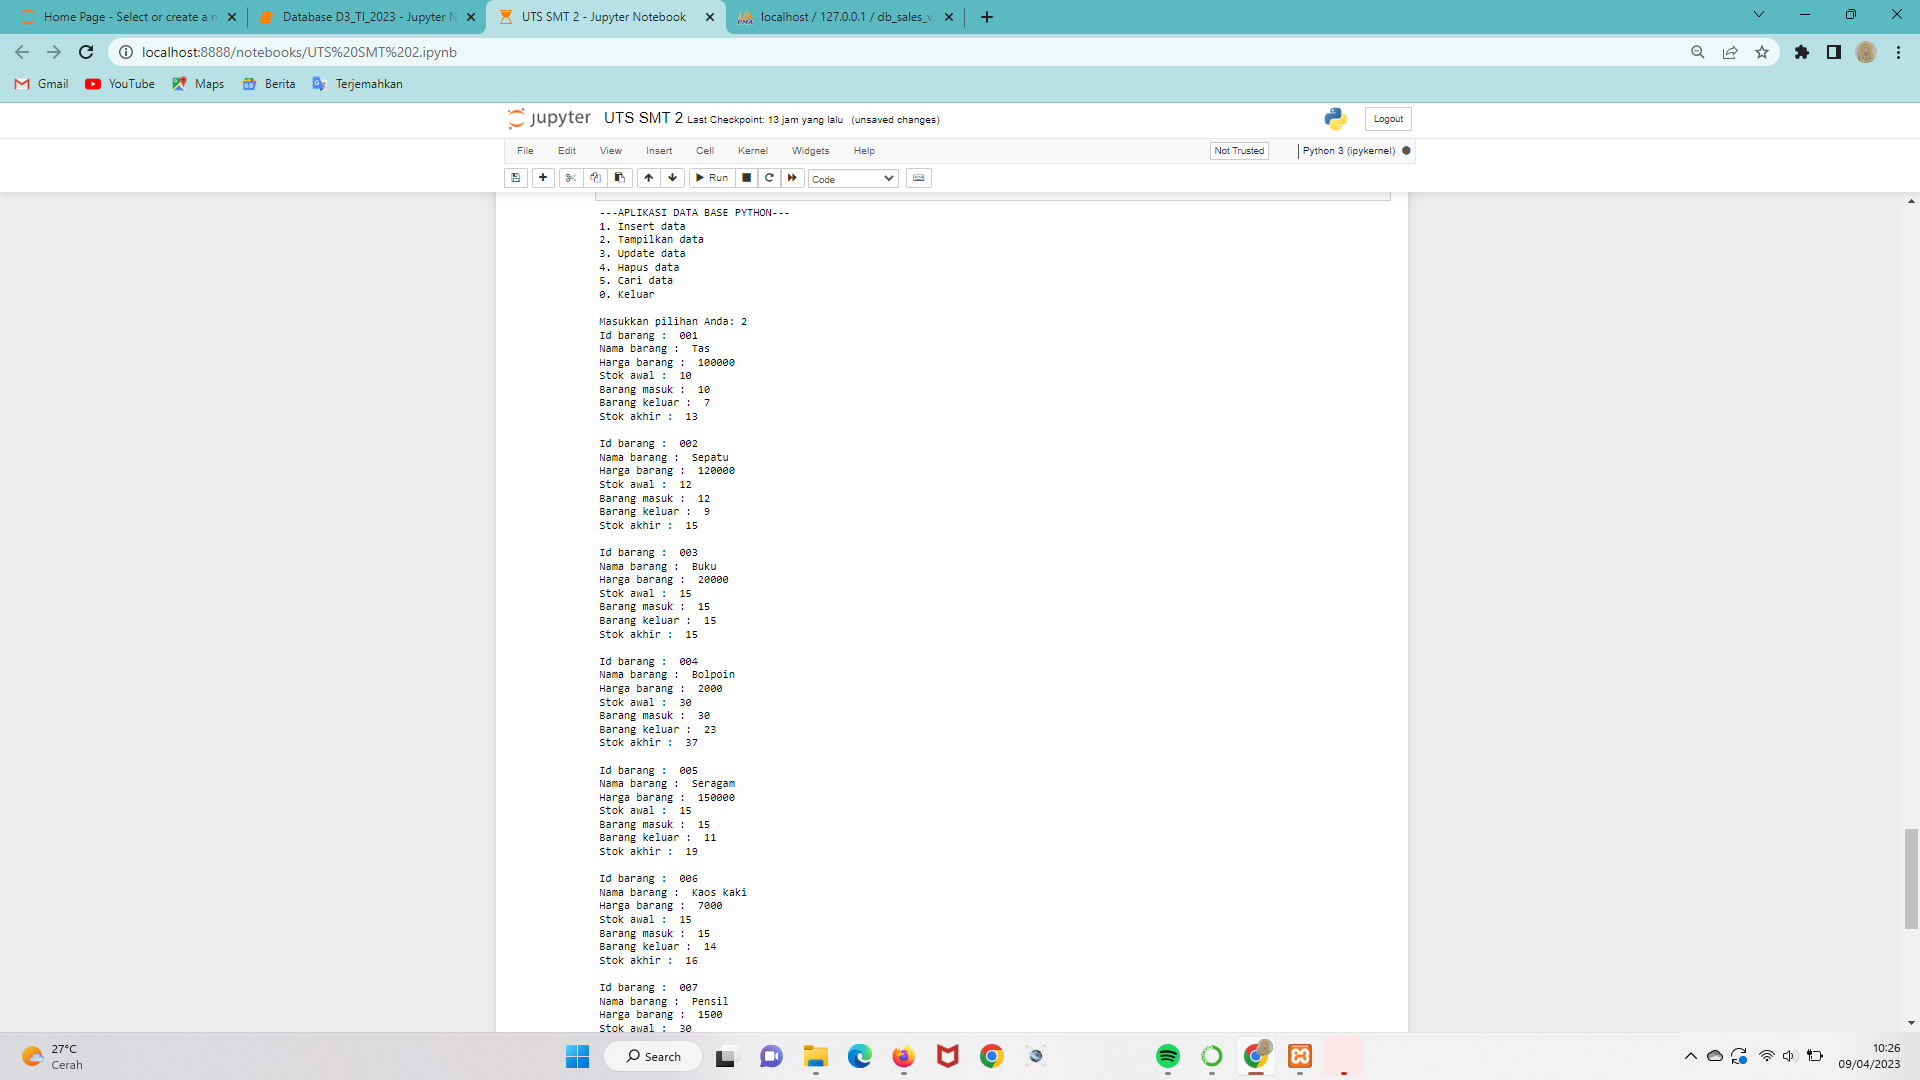 Home Page - Select or create a n
Database D3_TI_2023 - Jupyter N
UTS SMT 2 - Jupyter Notebook
localhost / 127.0.0.1 / db_sales_v
localhost:8888/notebooks/UTS%20SMT%202.ipynb
Gmail
YouTube
Maps
Berita
Terjemahkan
jupyter
UTS SMT 2 Last Checkpoint: 13 jam yang lalu (unsaved changes)
Logout
File Edit View Insert Cell Kernel Widgets Help
Not Trusted
Python 3 (ipykernel)
Run
Code
---APLIKASI DATA BASE PYTHON---
1. Insert data
2. Tampilkan data
3. Update data
4. Hapus data
5. Cari data
0. Keluar
Masukkan pilihan Anda: 2
Id barang :  001
Nama barang :  Tas
Harga barang :  100000
Stok awal :  10
Barang masuk :  10
Barang keluar :  7
Stok akhir :  13
Id barang :  002
Nama barang :  Sepatu
Harga barang :  120000
Stok awal :  12
Barang masuk :  12
Barang keluar :  9
Stok akhir :  15
Id barang :  003
Nama barang :  Buku
Harga barang :  20000
Stok awal :  15
Barang masuk :  15
Barang keluar :  15
Stok akhir :  15
Id barang :  004
Nama barang :  Bolpoin
Harga barang :  2000
Stok awal :  30
Barang masuk :  30
Barang keluar :  23
Stok akhir :  37
Id barang :  005
Nama barang :  Seragam
Harga barang :  150000
Stok awal :  15
Barang masuk :  15
Barang keluar :  11
Stok akhir :  19
Id barang :  006
Nama barang :  Kaos kaki
Harga barang :  7000
Stok awal :  15
Barang masuk :  15
Barang keluar :  14
Stok akhir :  16
Id barang :  007
Nama barang :  Pensil
Harga barang :  1500
Stok awal :  30
27°C
Cerah
Search
10:26
09/04/2023